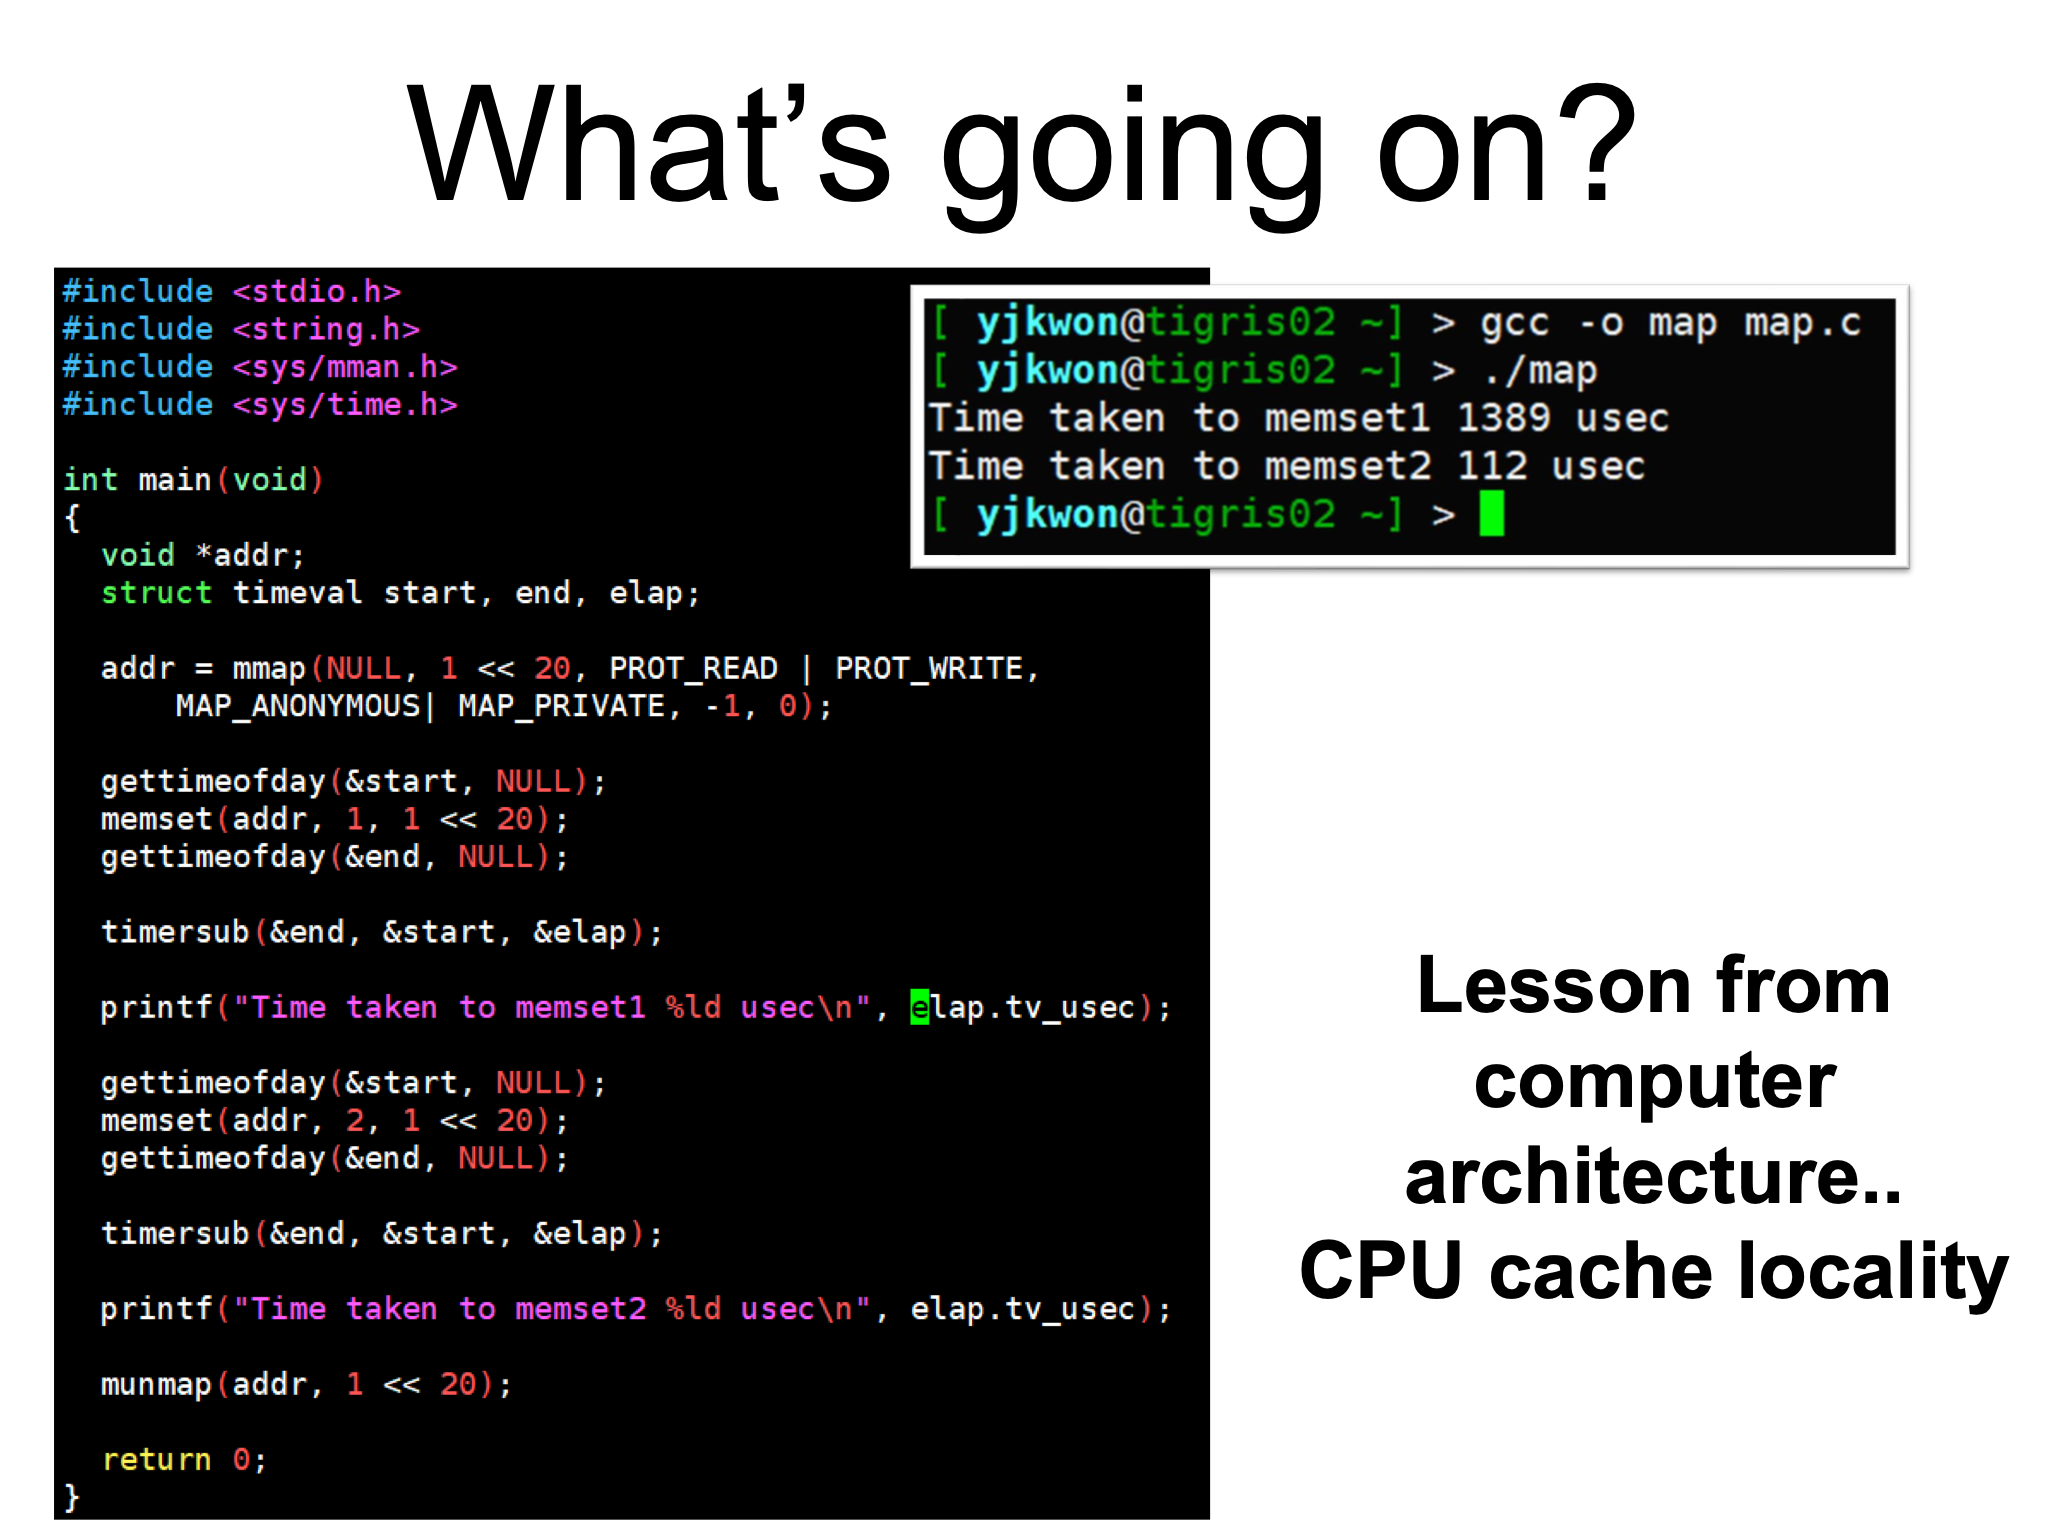 What’s going on?
#include <stdio.h>
#include <string.h>
#include <sys/mman.h>
#include <sys/time.h>
int main(void)
{
void *addr;
struct timeval start, end, elap;
addr = mmap(NULL, 1 << 20, PROT_READ | PROT_WRITE,
MAP_ANONYMOUS| MAP_PRIVATE, -1, 0);
gettimeofday(&start, NULL);
memset(addr, 1, 1 << 20);
gettimeofday(&end, NULL);
timersub(&end, &start, &elap);
printf("Time taken to memset1 %ld usec\n", elap.tv_usec);
gettimeofday(&start, NULL);
memset(addr, 2, 1 << 20);
gettimeofday(&end, NULL);
timersub(&end, &start, &elap);
printf("Time taken to memset2 %ld usec\n", elap.tv_usec);
munmap(addr, 1 << 20);
return 0;
}
[ yjkwon@tigris02 ~] > gcc -o map map.c
[ yjkwon@tigris02 ~] > ./map
Time taken to memset1 1389 usec
Time taken to memset2 112 usec
[ yjkwon@tigris02 ~] >
Lesson from
computer
architecture..
CPU cache locality